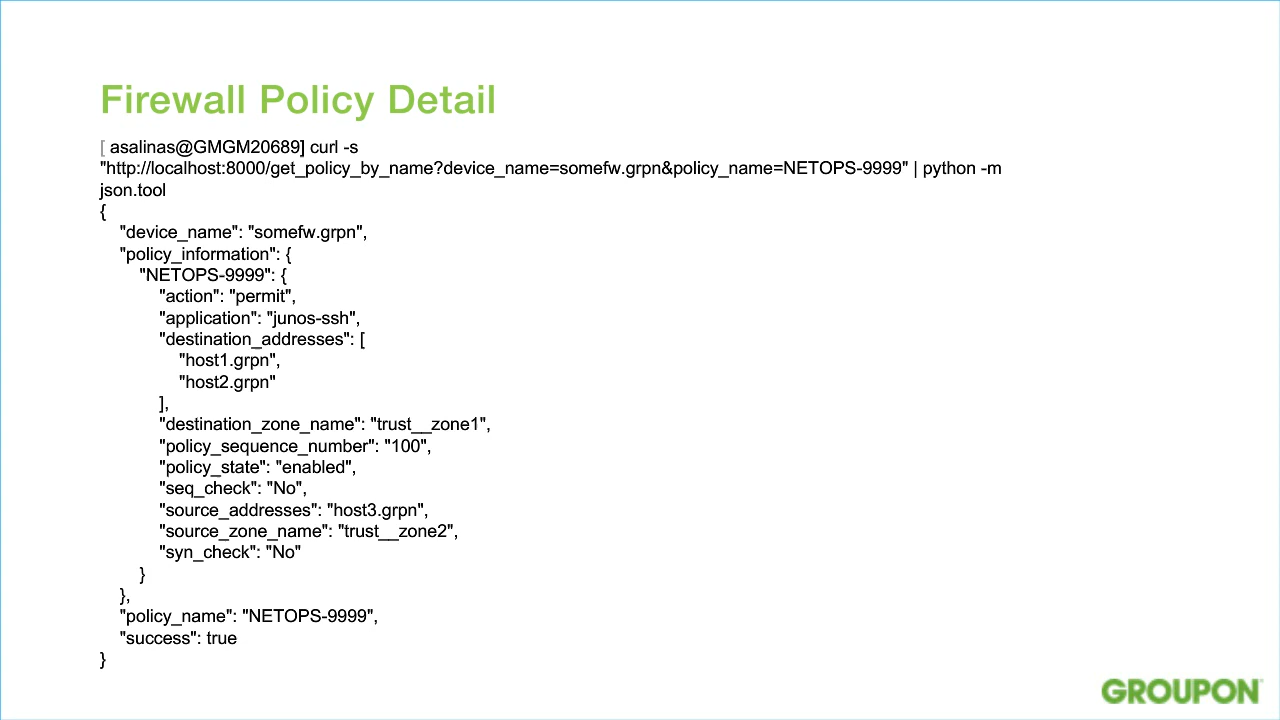 Firewall Policy Detail
[ asalinas@GMGM20689] curl -s
"http://localhost:8000/get_policy_by_name?device_name=somefw.grpn&policy_name=NETOPS-9999" | python -m
json.tool
{
    "device_name": "somefw.grpn",
    "policy_information": {
        "NETOPS-9999": {
            "action": "permit",
            "application": "junos-ssh",
            "destination_addresses": [
                "host1.grpn",
                "host2.grpn"
            ],
            "destination_zone_name": "trust__zone1",
            "policy_sequence_number": "100",
            "policy_state": "enabled",
            "seq_check": "No",
            "source_addresses": "host3.grpn",
            "source_zone_name": "trust__zone2",
            "syn_check": "No"
        }
    },
    "policy_name": "NETOPS-9999",
    "success": true
}
GROUPON